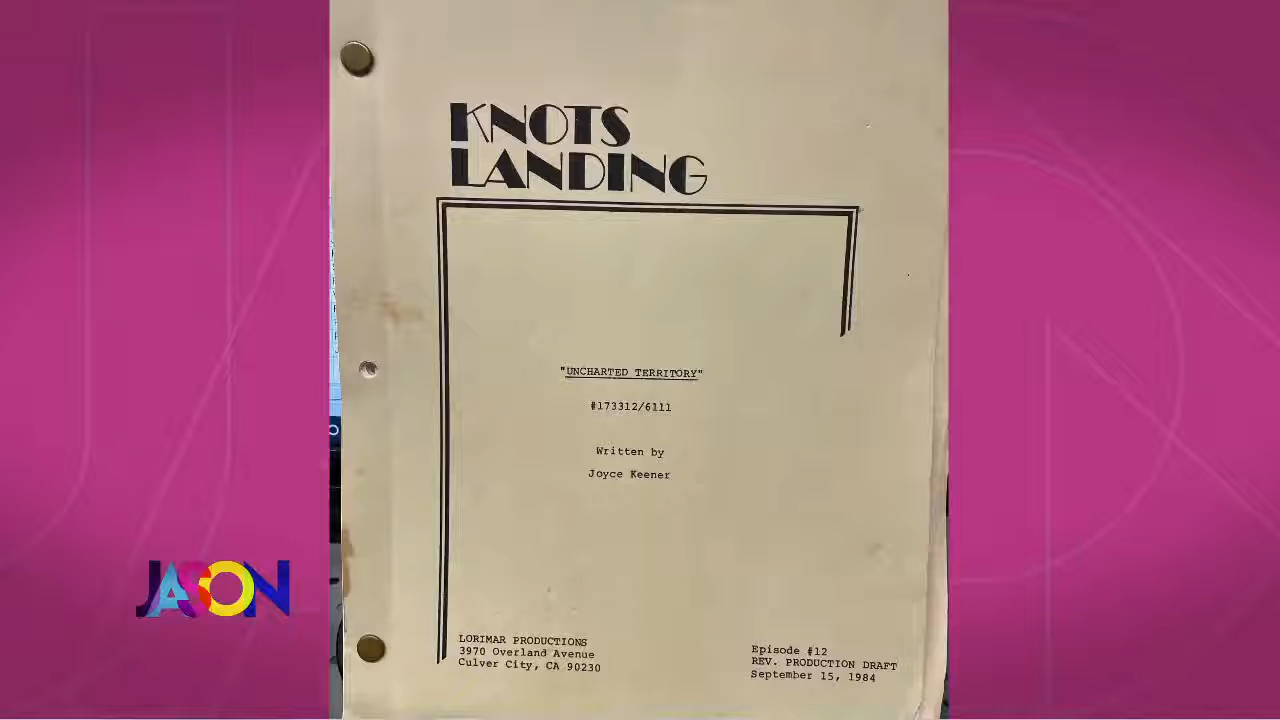 KNOTS
LANDING
"UNCHARTED TERRITORY"
#173312/6111
Written by
Joyce Keener
LORIMAR PRODUCTIONS
3970 Overland Avenue
Culver City, CA 90230
Episode #12
REV. PRODUCTION DRAFT
September 15, 1984
JASON